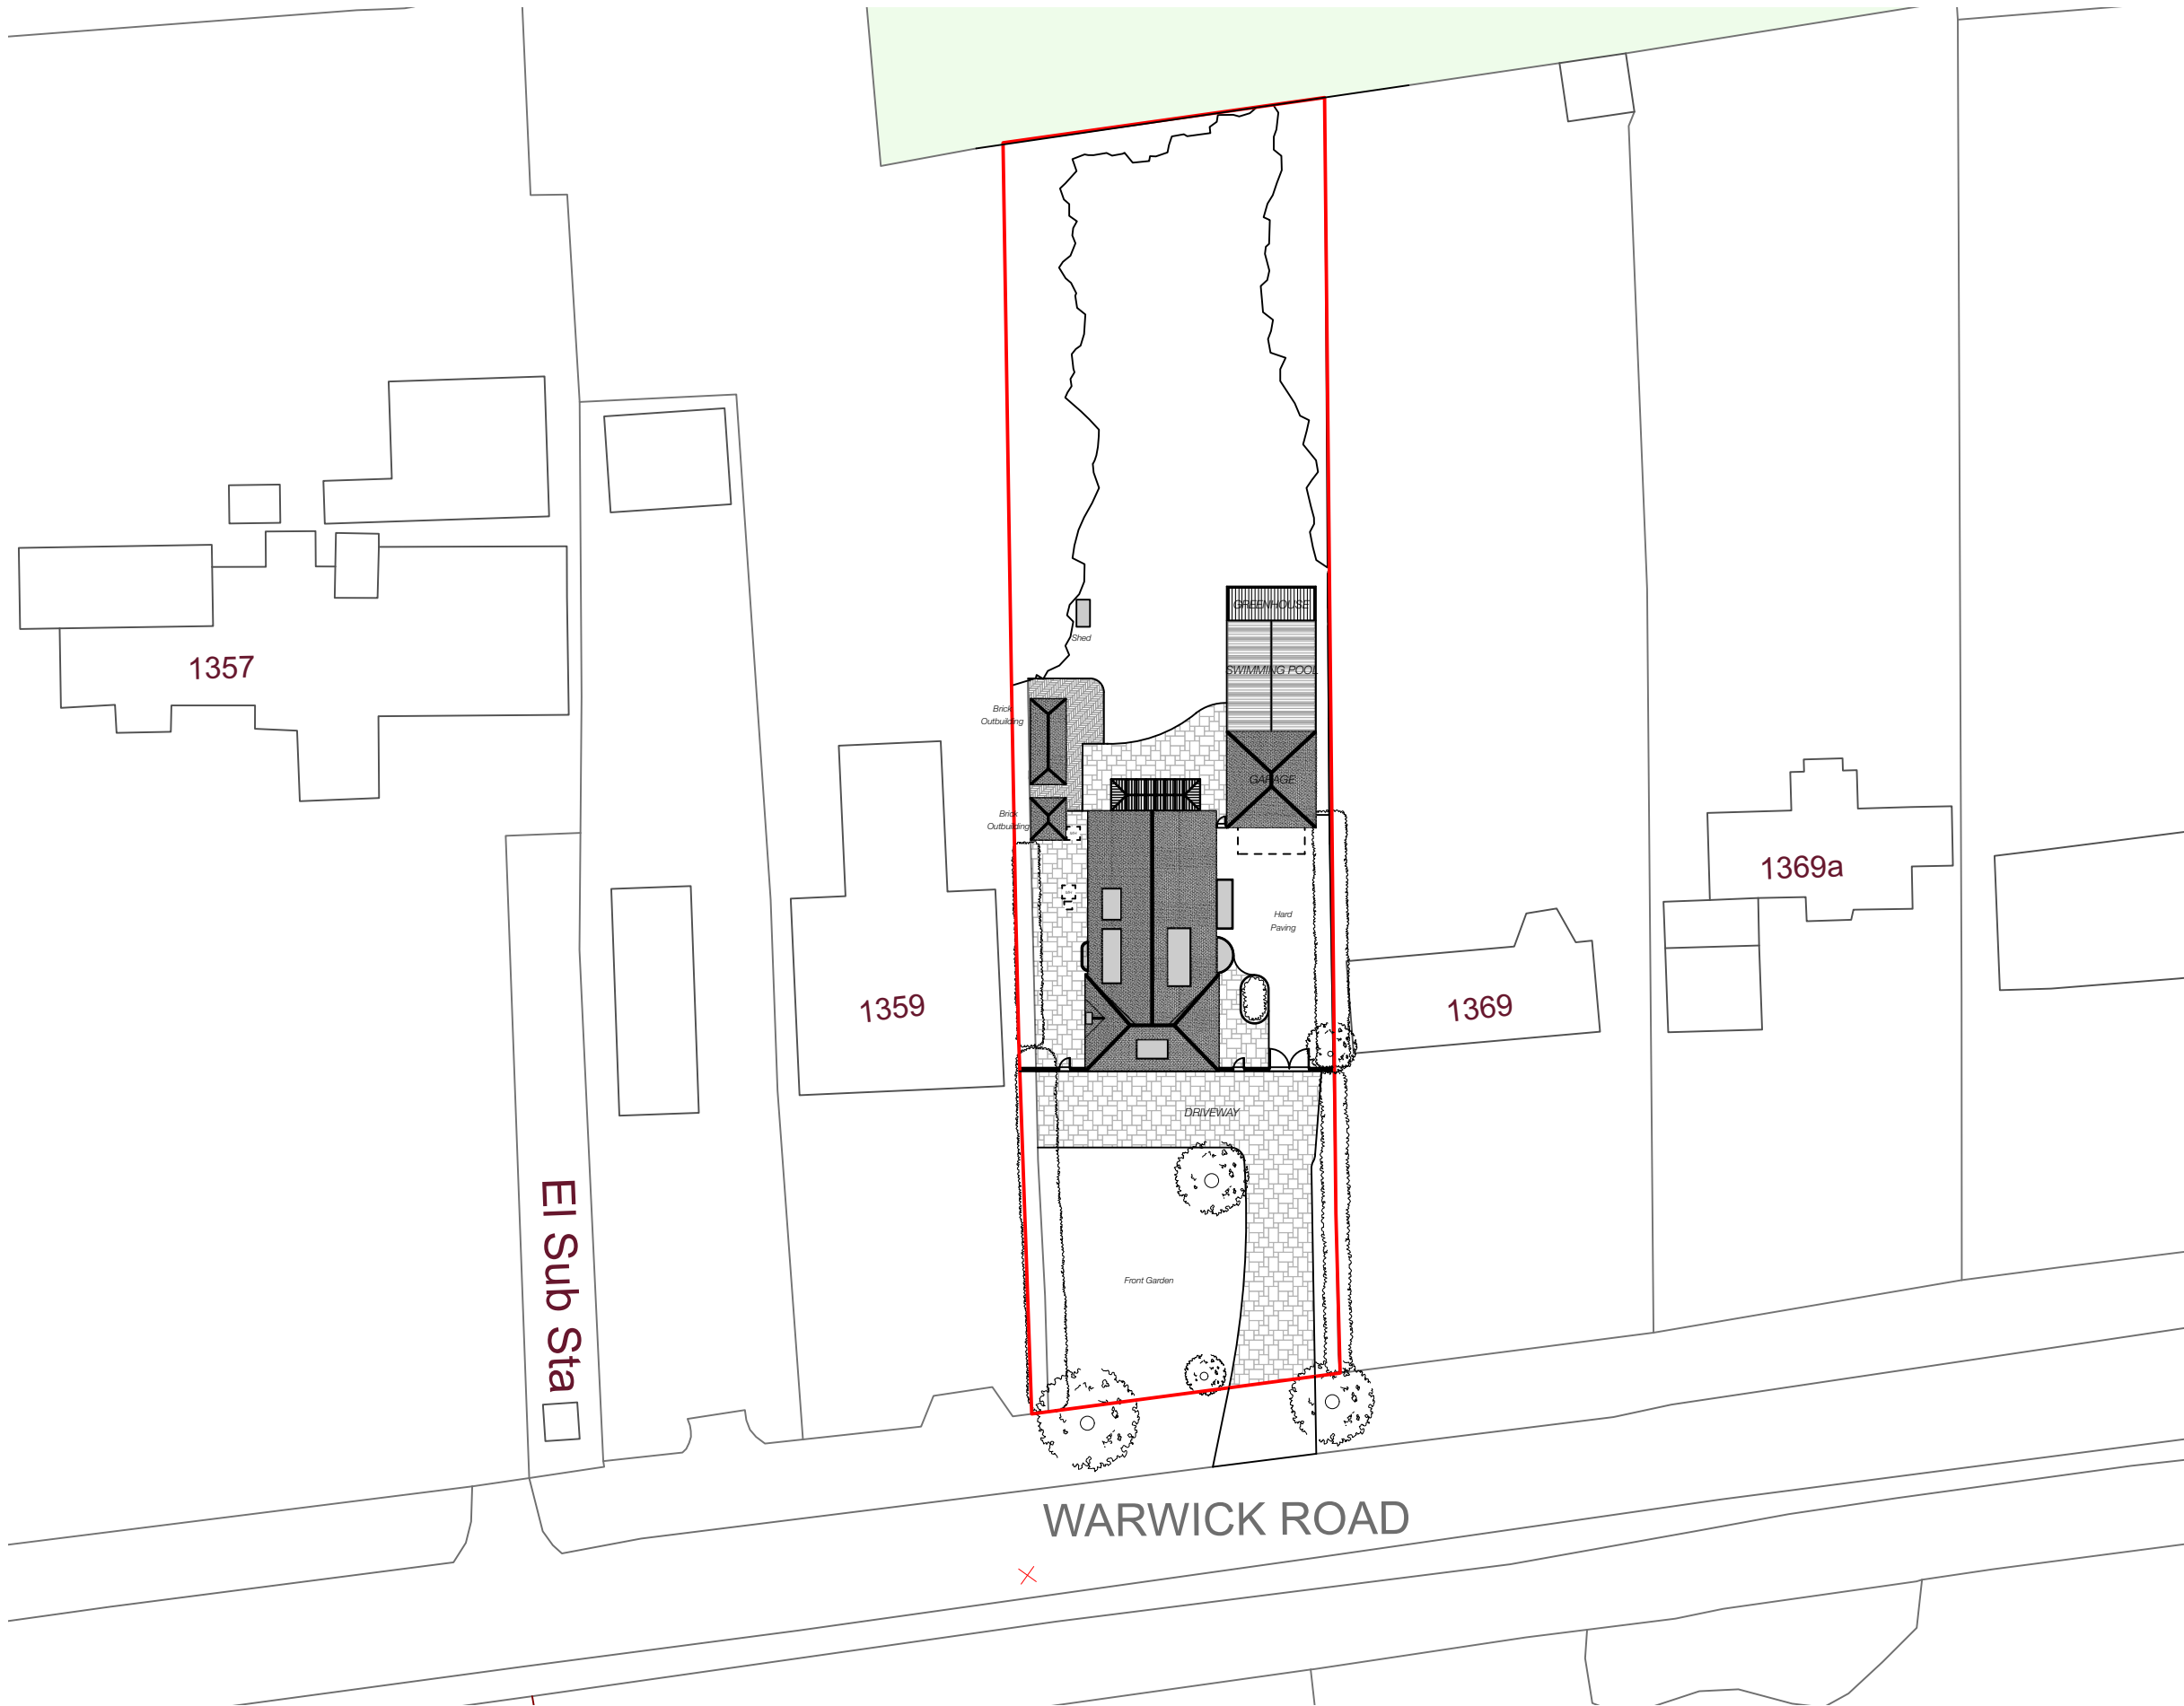 GREENHOUSE
Shed
SWIMMING POOL
1357
Brick
Outbuilding
GARAGE
Brick
Outbuilding
1369a
Hard
Paving
1359
1369
DRIVEWAY
El Sub Sta
Front Garden
WARWICK ROAD